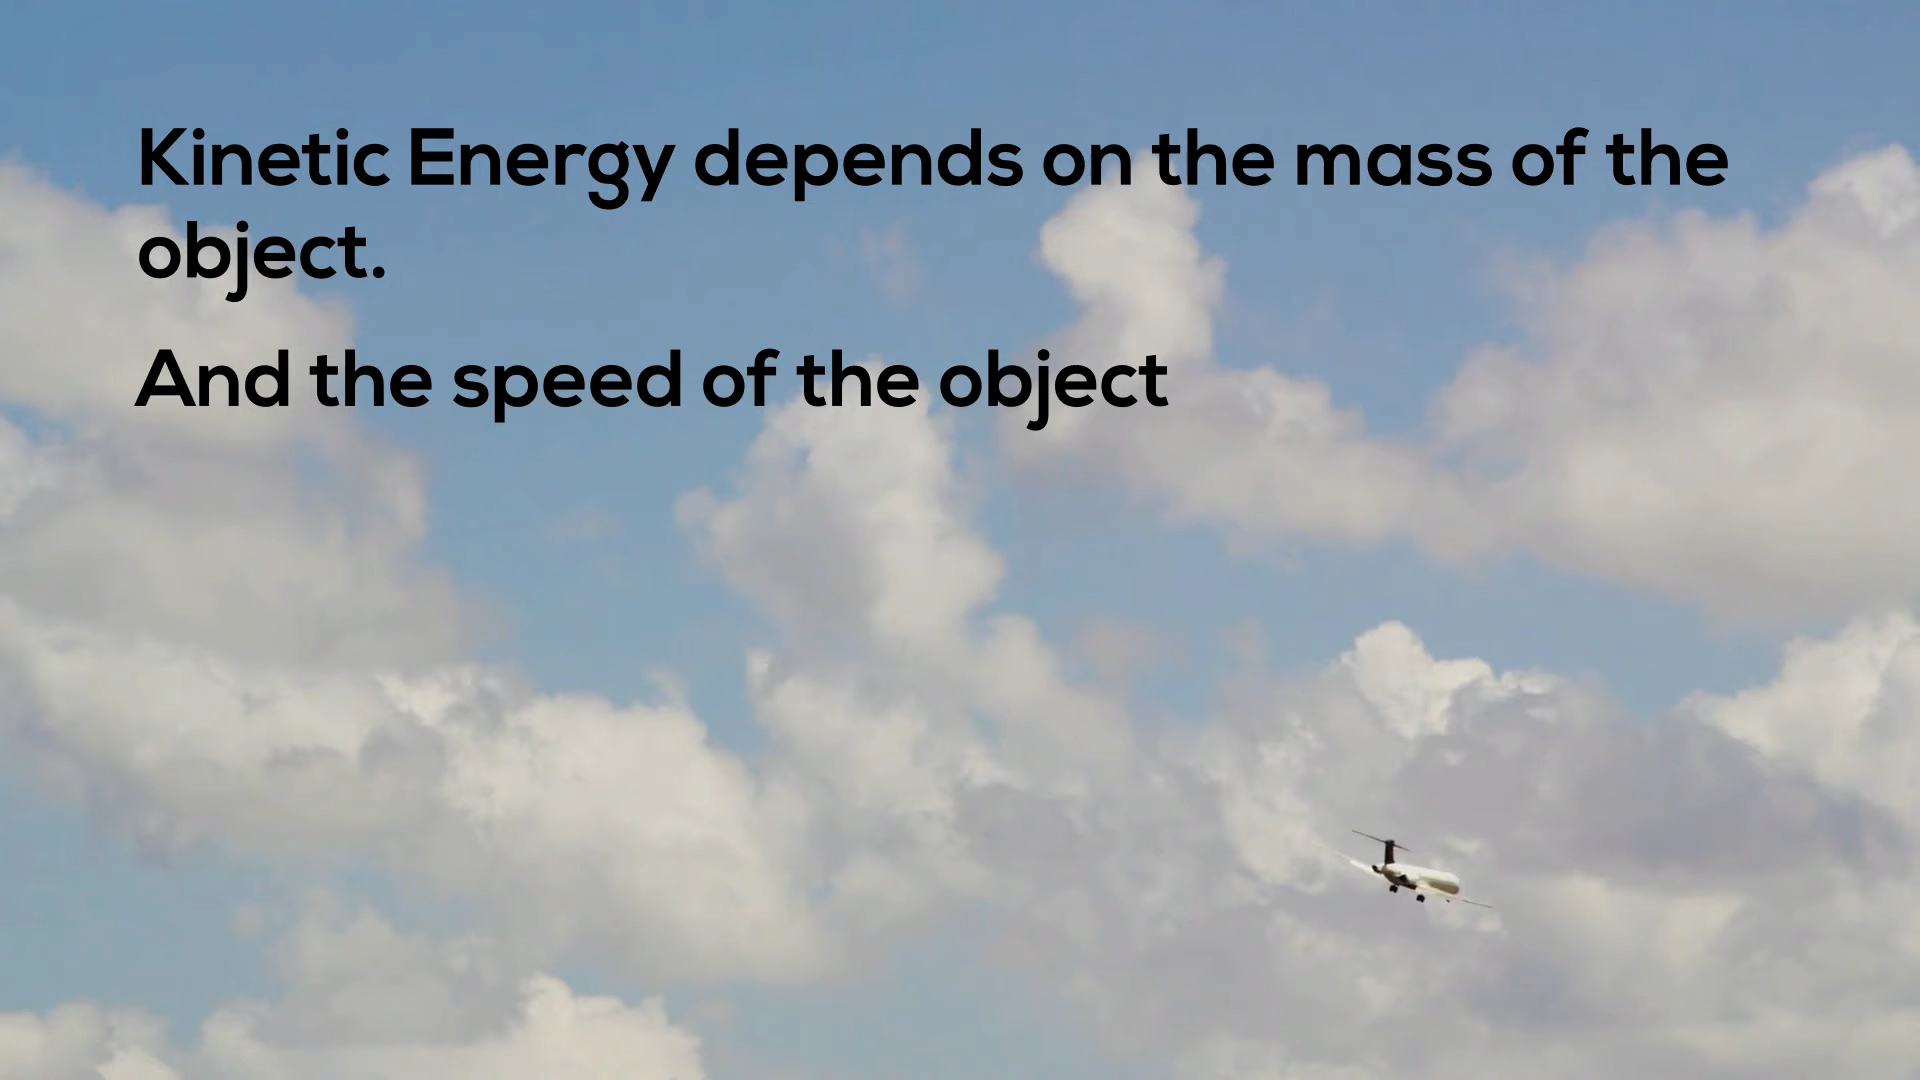 Kinetic Energy depends on the mass of the
object.
And the speed of the object